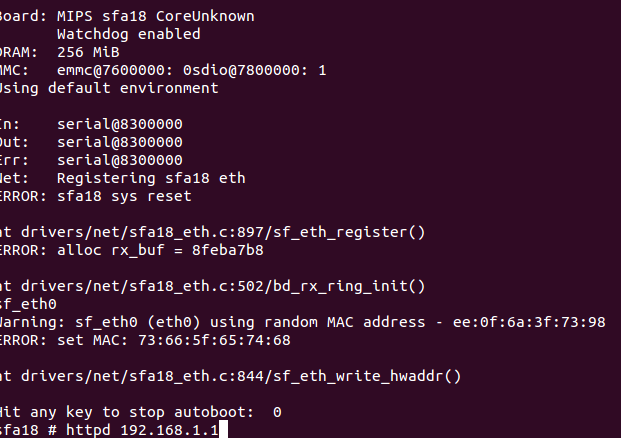 Board: MIPS sfa18 CoreUnknown
Watchdog enabled
DRAM:  256 MiB
MMC:   emmc@7600000: 0sdio@7800000: 1
Using default environment
In:    serial@8300000
Out:   serial@8300000
Err:   serial@8300000
Net:   Registering sfa18 eth
ERROR: sfa18 sys reset
at drivers/net/sfa18_eth.c:897/sf_eth_register()
ERROR: alloc rx_buf = 8feba7b8
at drivers/net/sfa18_eth.c:502/bd_rx_ring_init()
sf_eth0
Warning: sf_eth0 (eth0) using random MAC address - ee:0f:6a:3f:73:98
ERROR: set MAC: 73:66:5f:65:74:68
at drivers/net/sfa18_eth.c:844/sf_eth_write_hwaddr()
Hit any key to stop autoboot:  0
sfa18 # httpd 192.168.1.1